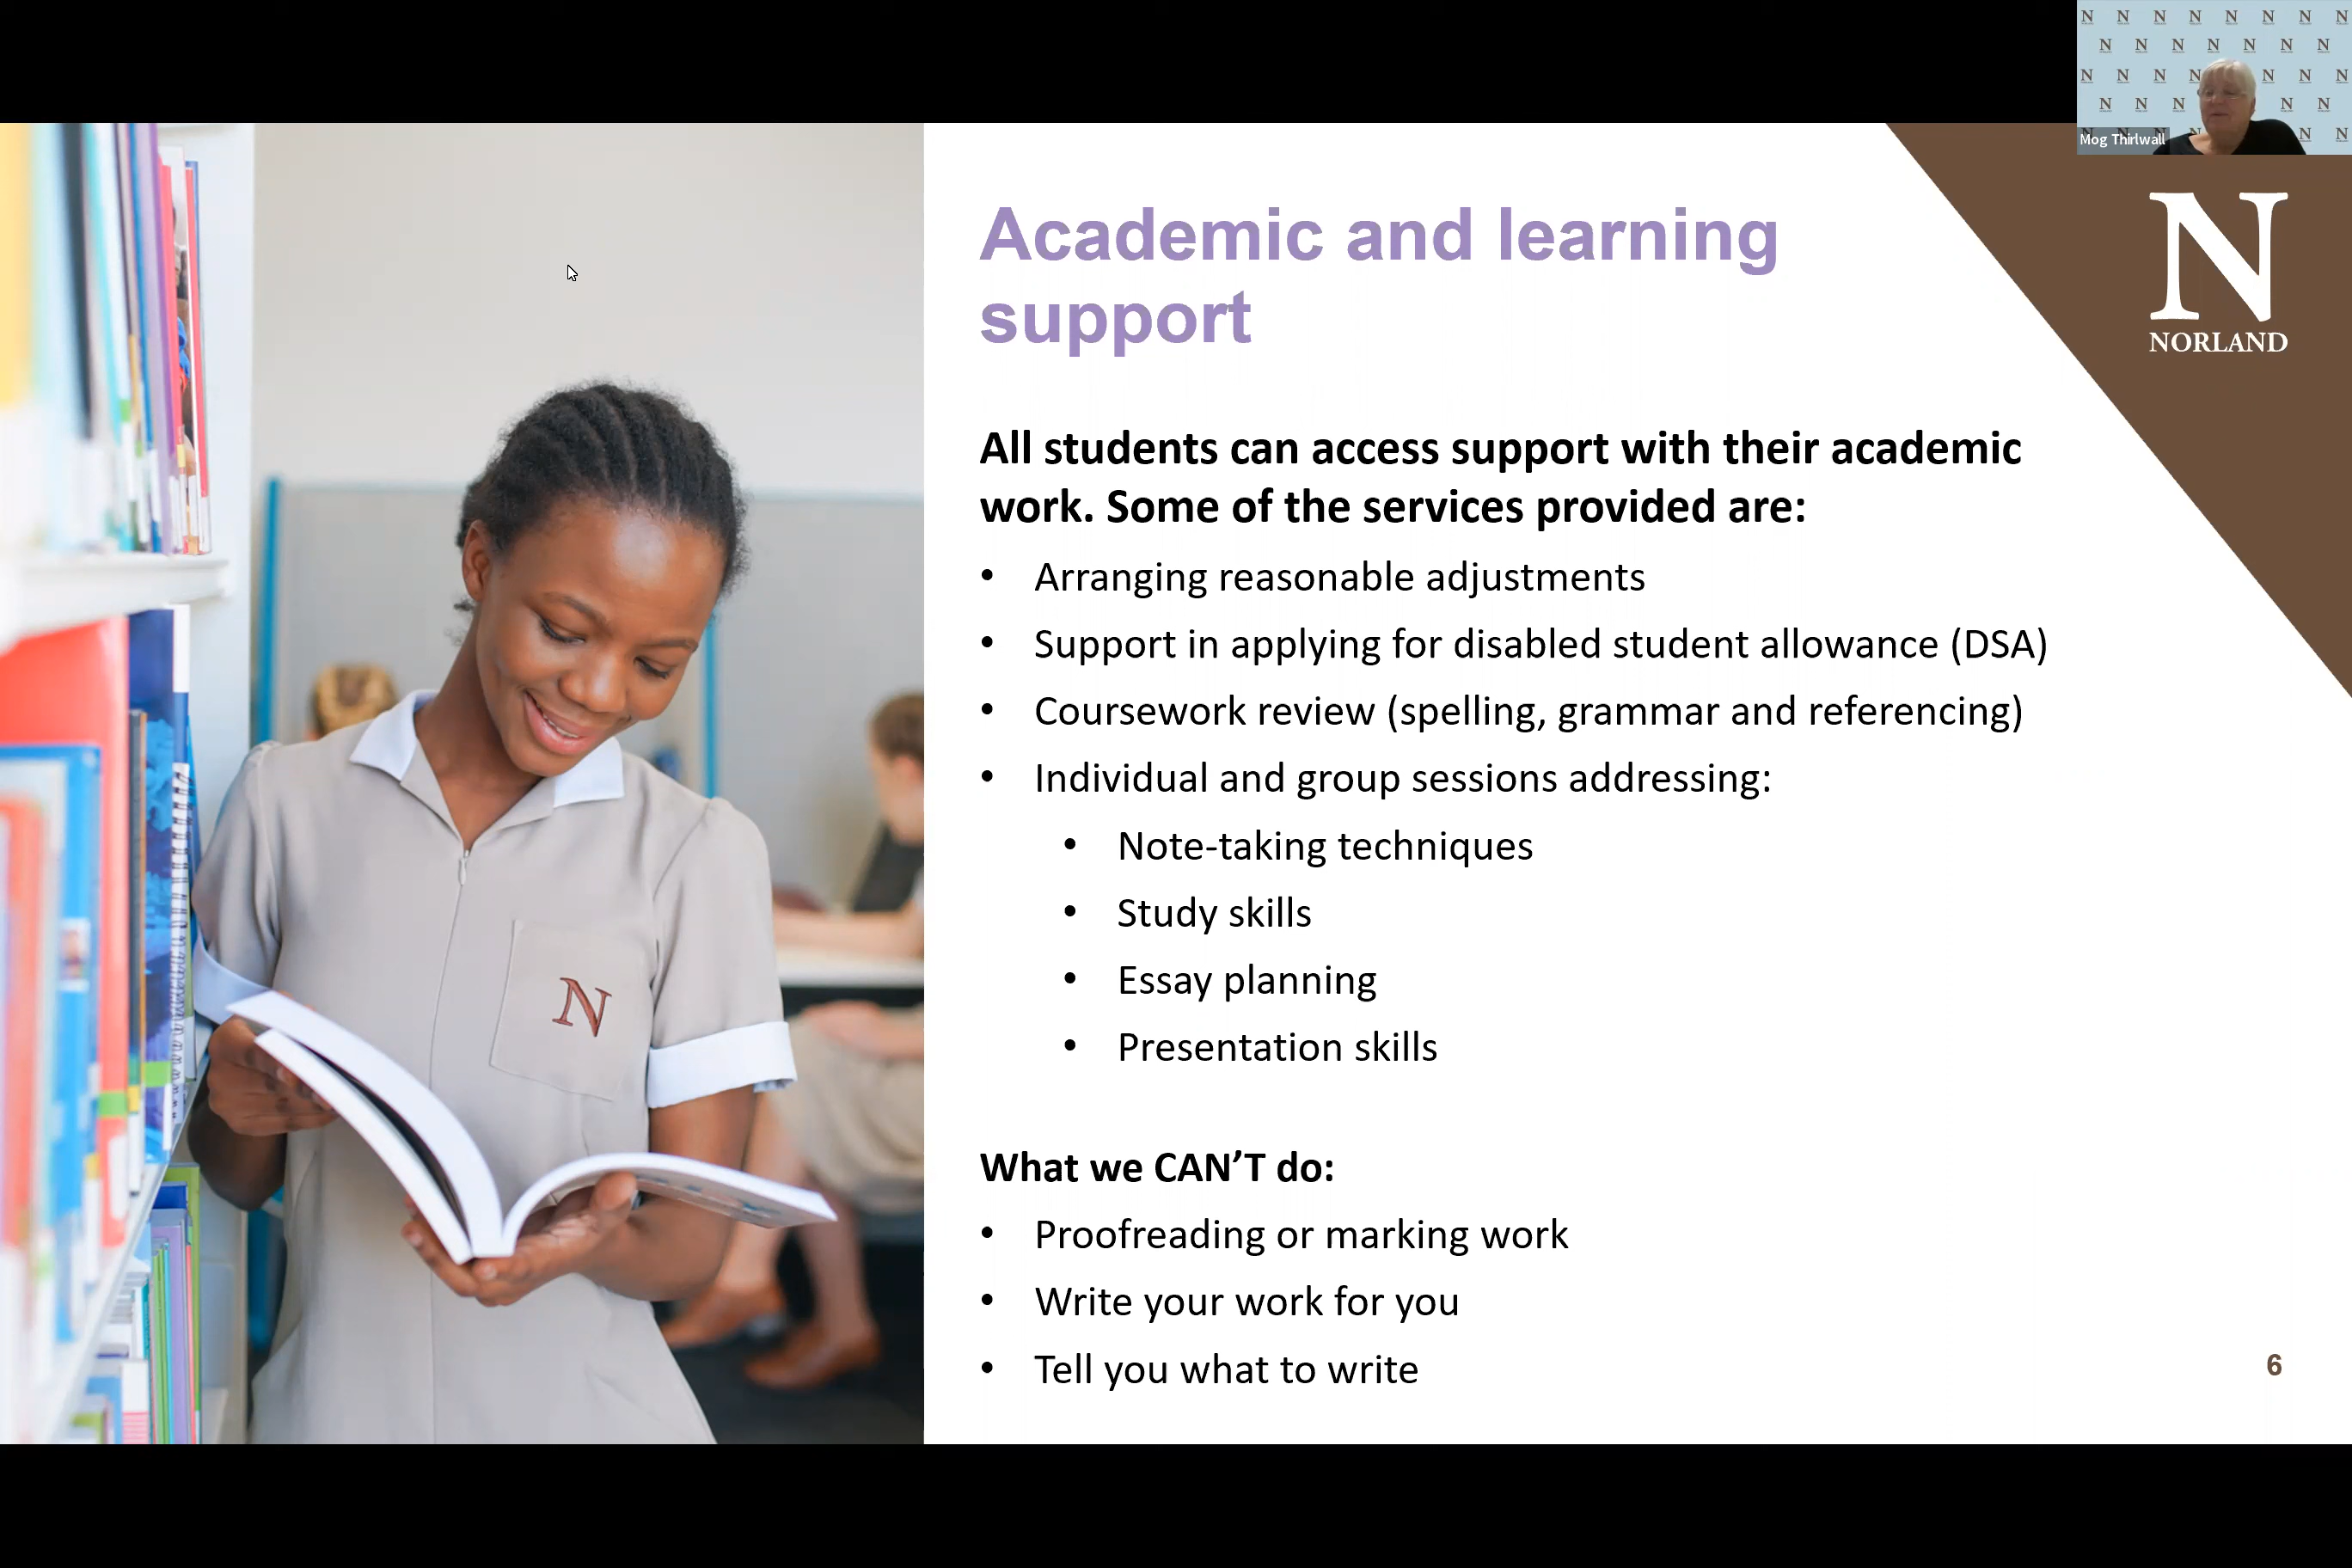 Mog Thirlwall
N
NORLAND
Academic and learning
support
All students can access support with their academic
work. Some of the services provided are:
• Arranging reasonable adjustments
• Support in applying for disabled student allowance (DSA)
• Coursework review (spelling, grammar and referencing)
• Individual and group sessions addressing:
• Note-taking techniques
• Study skills
• Essay planning
• Presentation skills
What we CAN’T do:
• Proofreading or marking work
• Write your work for you
• Tell you what to write
N
6